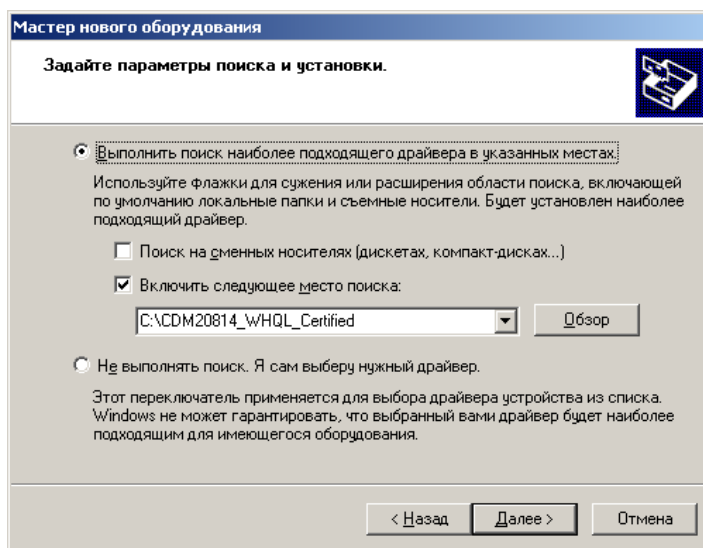 Мастер нового оборудования
Задайте параметры поиска и установки.
Выполнить поиск наиболее подходящего драйвера в указанных местах.
Используйте флажки для сужения или расширения области поиска, включающей
по умолчанию локальные папки и съемные носители. Будет установлен наиболее
подходящий драйвер.
Поиск на сменных носителях (дискетах, компакт-дисках...)
Включить следующее место поиска:
C:\CDM20814_WHQL_Certified
Обзор
Не выполнять поиск. Я сам выберу нужный драйвер.
Этот переключатель применяется для выбора драйвера устройства из списка.
Windows не может гарантировать, что выбранный вами драйвер будет наиболее
подходящим для имеющегося оборудования.
< Назад Далее > Отмена